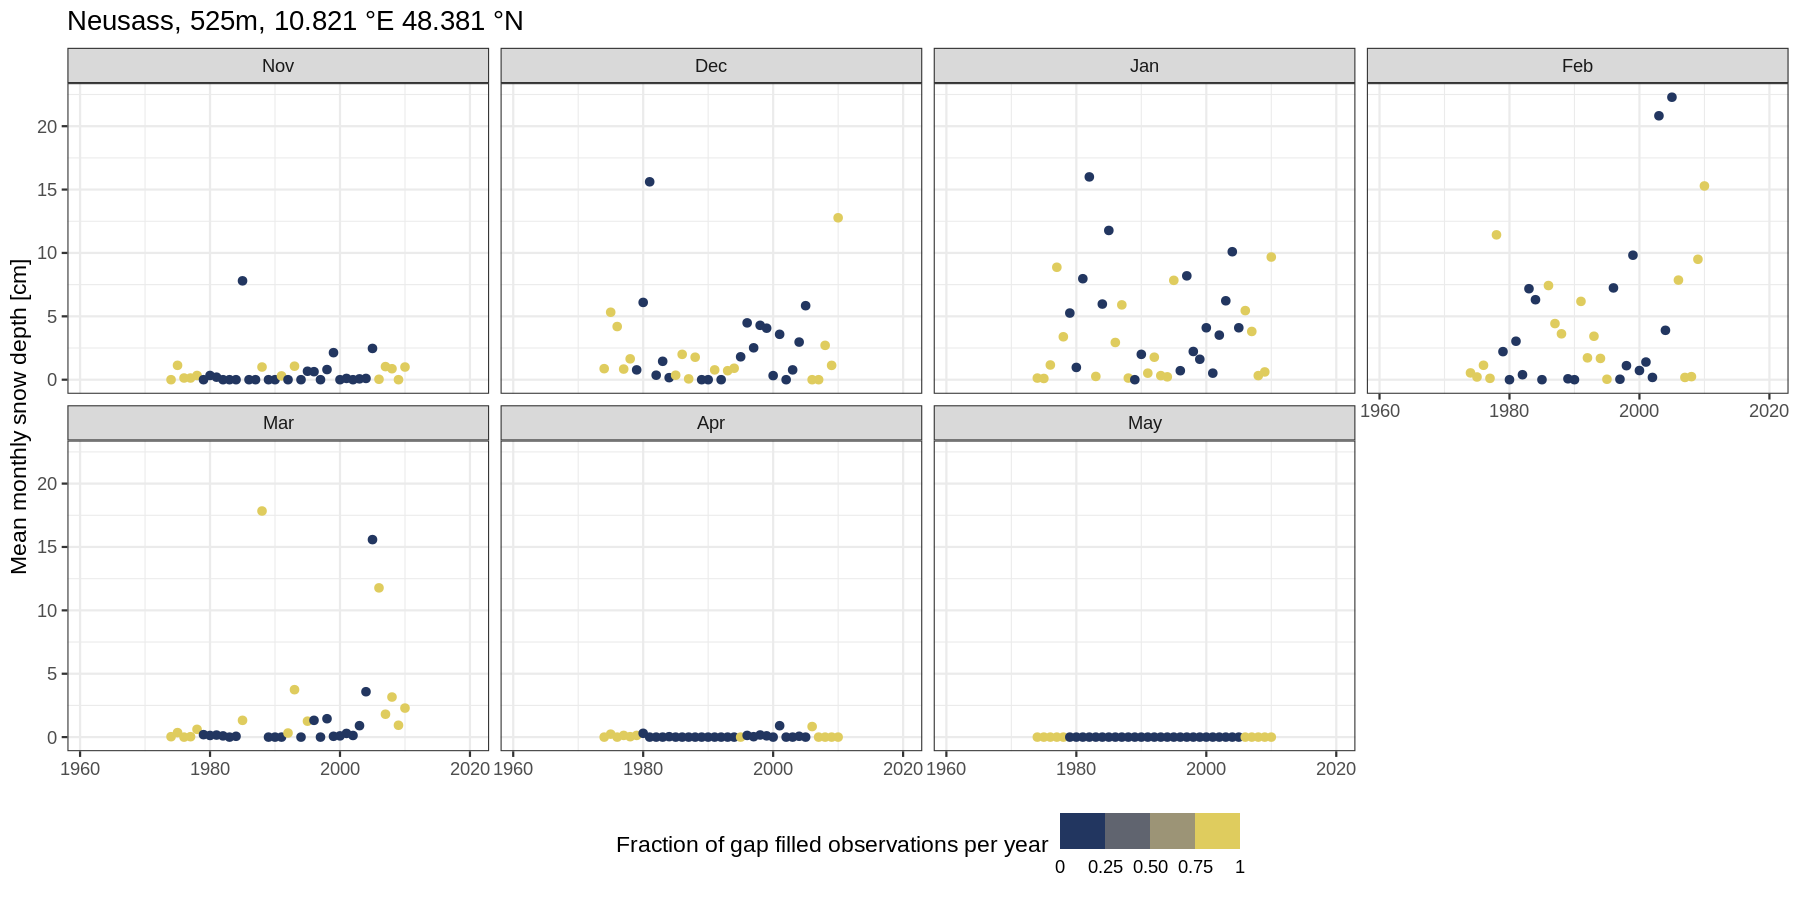 Neusass, 525m, 10.821 °E 48.381 °N
Nov
Dec
Jan
Feb
20
15
10
5
0
1960 1980 2000 2020
Mar
Apr
May
20
15
10
5
0
1960 1980 2000 2020 1960 1980 2000 2020 1960 1980 2000 2020
Mean monthly snow depth [cm]
Fraction of gap filled observations per year
0 0.25 0.50 0.75 1